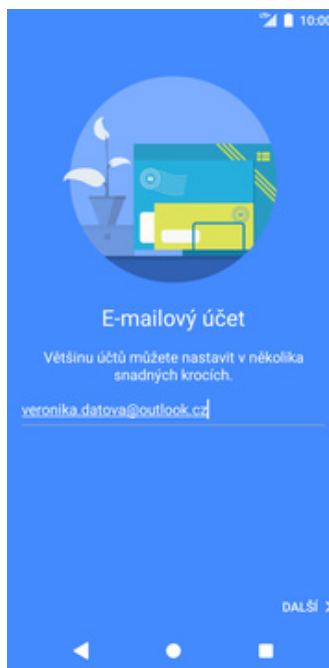 10:00
E-mailový účet
Většinu účtů můžete nastavit v několika
snadných krocích.
veronika.datova@outlook.cz
DALŠÍ